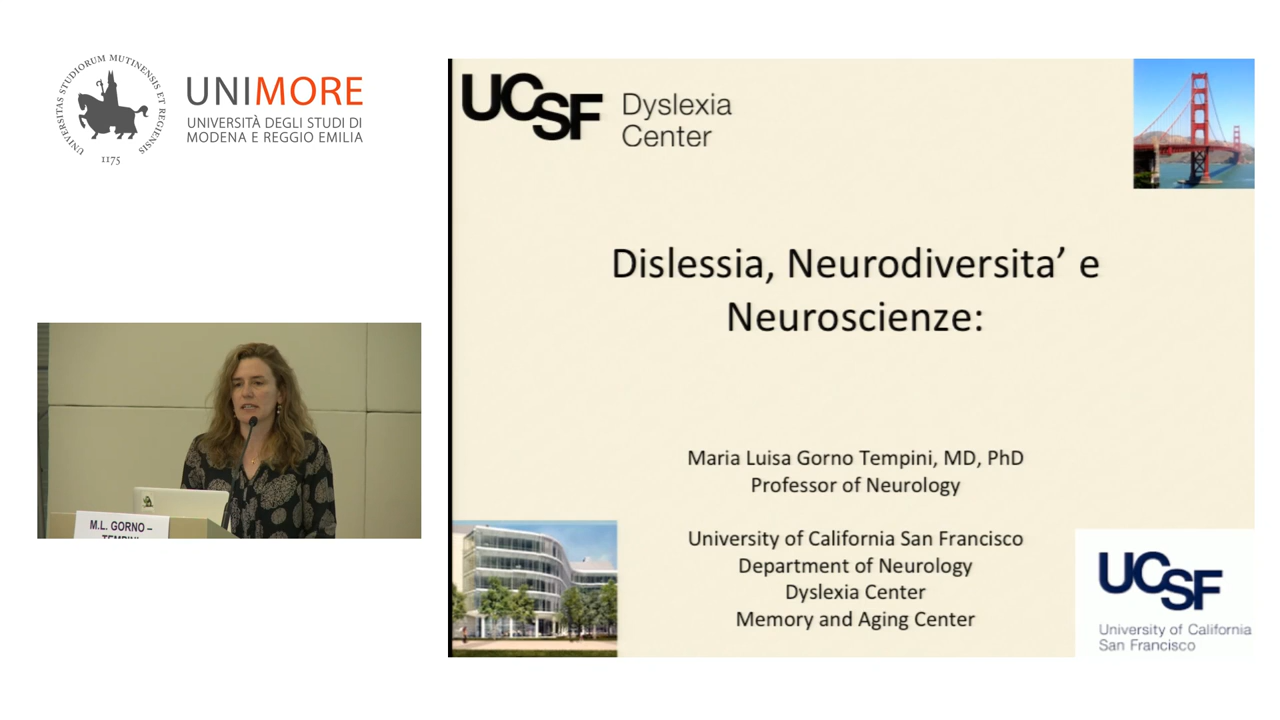 UNIVERSITAS STUDIORUM MUTINENSIS ET REGIENSIS
1175
UNIMORE
UNIVERSITÀ DEGLI STUDI DI
MODENA E REGGIO EMILIA
M.L. GORNO –
TEMPINI
UCSF Dyslexia
Center
Dislessia, Neurodiversita’ e
Neuroscienze:
Maria Luisa Gorno Tempini, MD, PhD
Professor of Neurology
University of California San Francisco
Department of Neurology
Dyslexia Center
Memory and Aging Center
UCSF
University of California
San Francisco